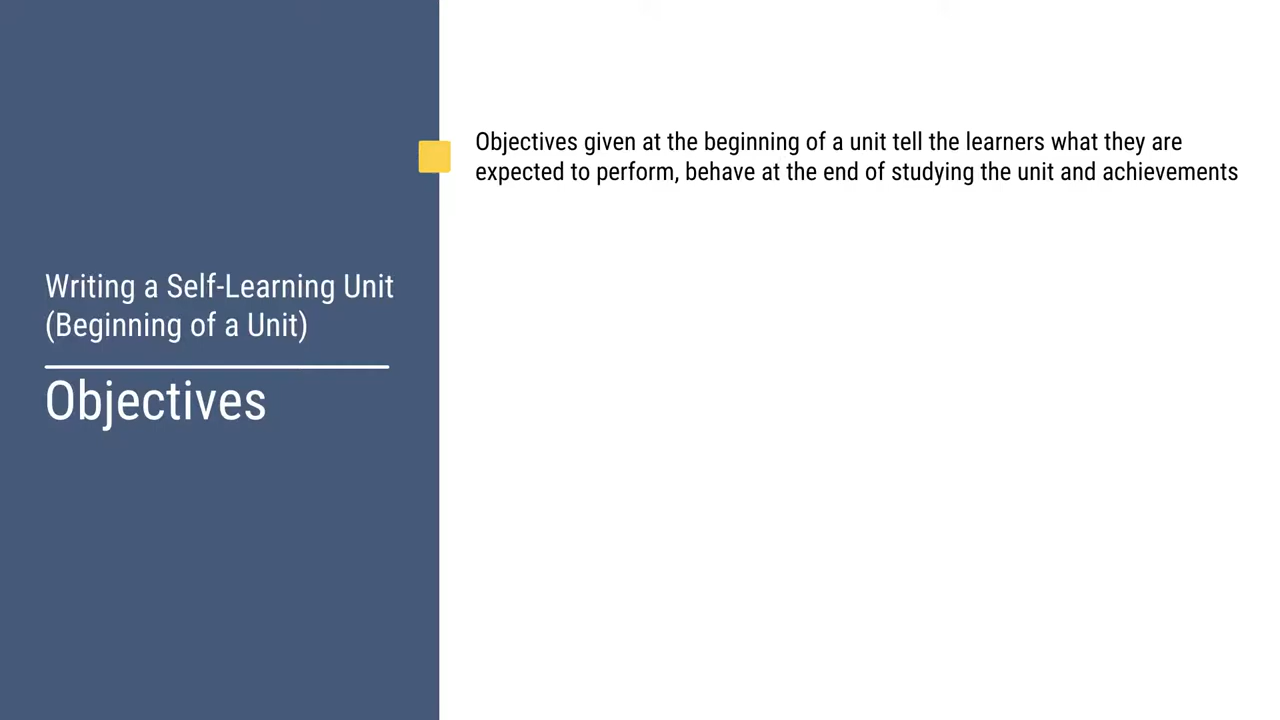 Writing a Self-Learning Unit
(Beginning of a Unit)
Objectives
Objectives given at the beginning of a unit tell the learners what they are
expected to perform, behave at the end of studying the unit and achievements